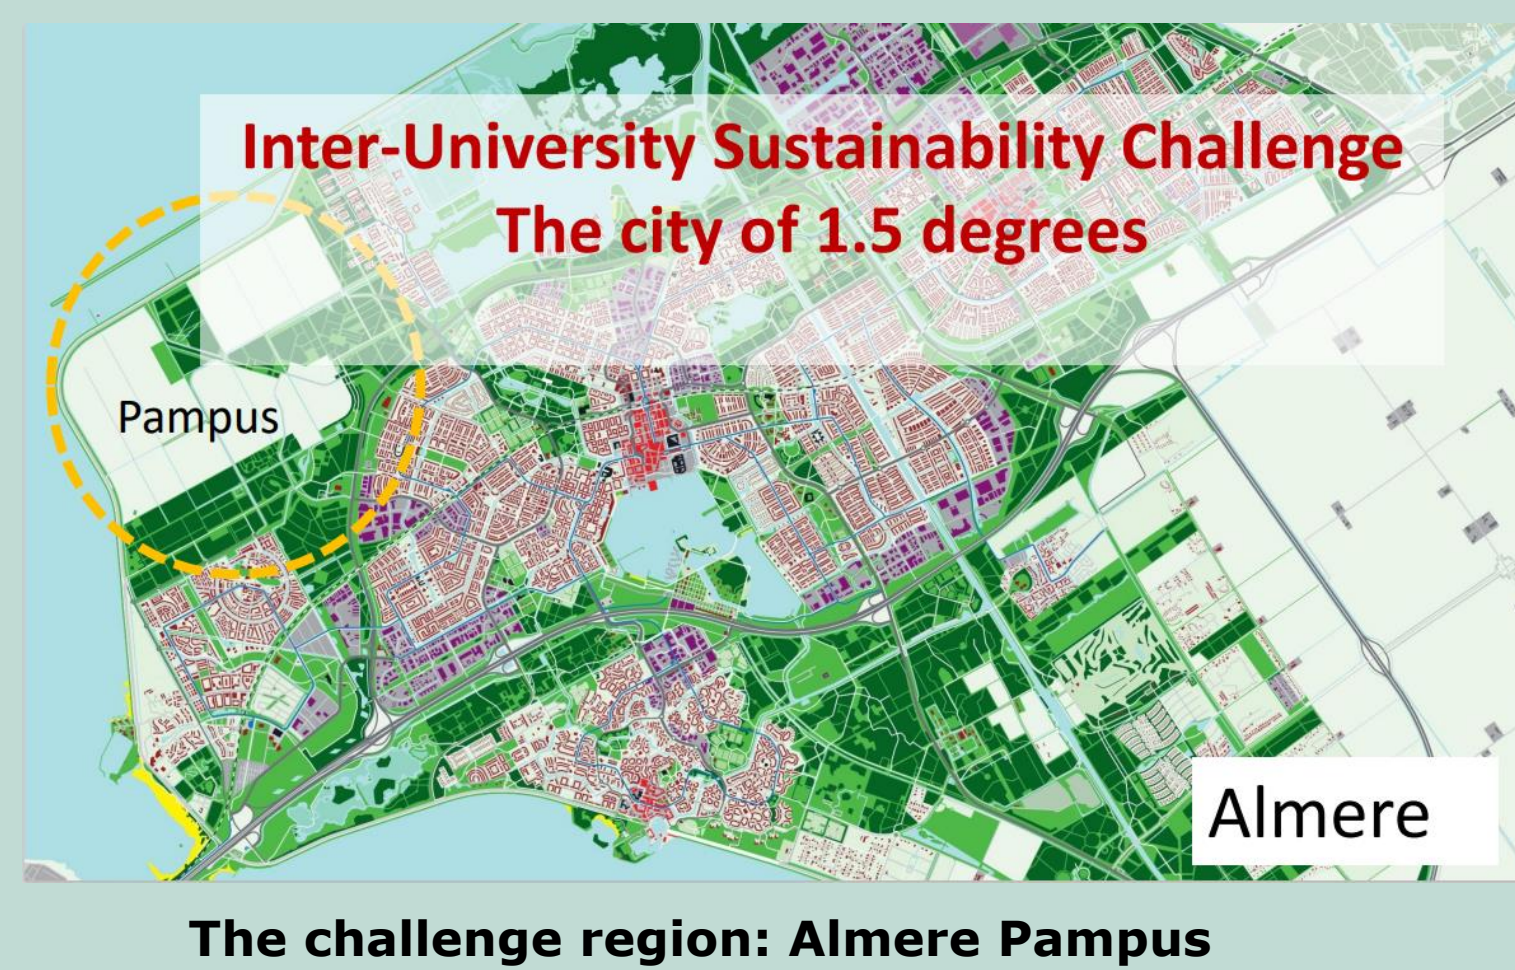 Inter-University Sustainability Challenge
The city of 1.5 degrees
Pampus
Almere
The challenge region: Almere Pampus